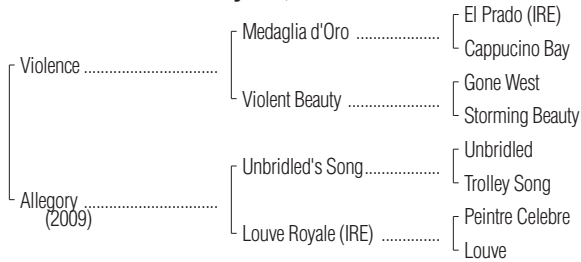 El Prado (IRE)
Medaglia d'Oro ....................
Cappucino Bay
Violence ................................
Gone West
Violent Beauty ......................
Storming Beauty
Unbridled
Unbridled's Song..................
Trolley Song
Allegory ................................
(2009)
Peintre Celebre
Louve Royale (IRE) ..............
Louve